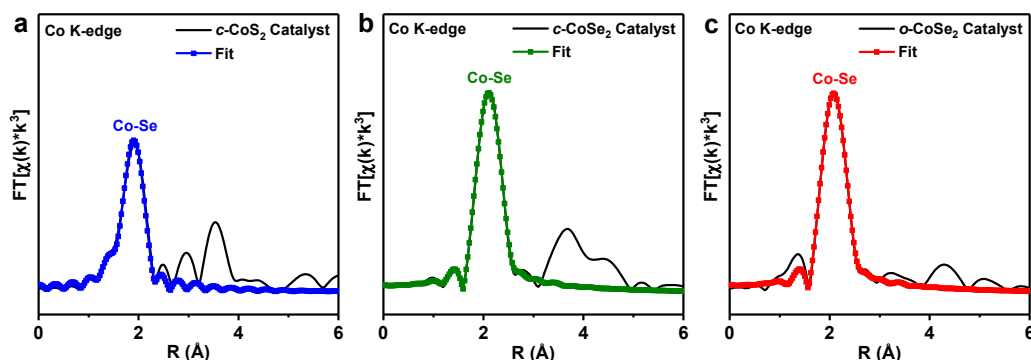 a
Co K-edge
c-CoS₂ Catalyst
Fit
Co-Se
FT[χ(k)*k³]
0 2 4 6
R (Å)
b
Co K-edge
c-CoSe₂ Catalyst
Fit
Co-Se
FT[χ(k)*k³]
0 2 4 6
R (Å)
c
Co K-edge
o-CoSe₂ Catalyst
Fit
Co-Se
FT[χ(k)*k³]
0 2 4 6
R (Å)